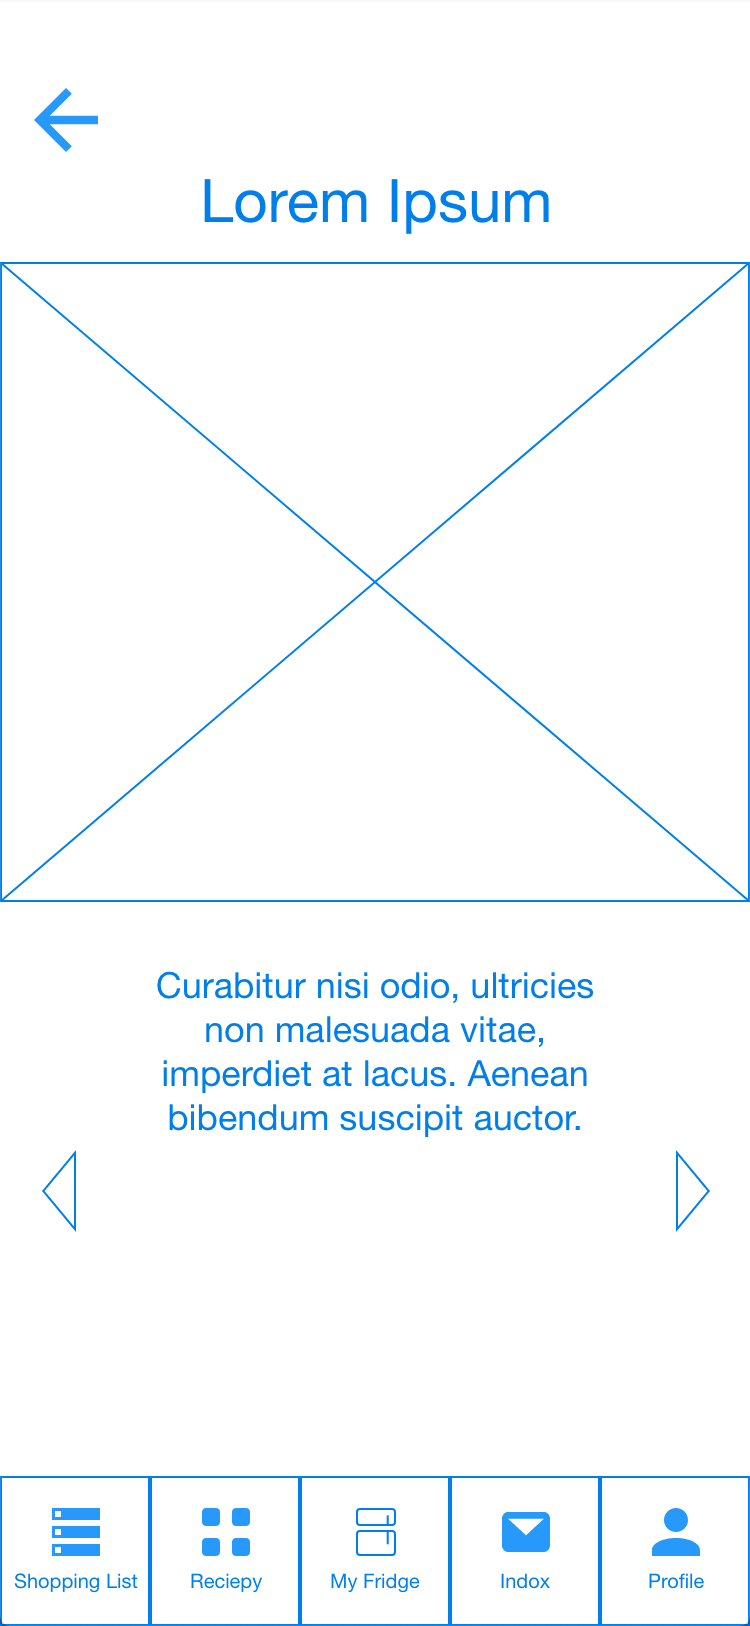 Lorem Ipsum
Curabitur nisi odio, ultricies
non malesuada vitae,
imperdiet at lacus. Aenean
bibendum suscipit auctor.
Shopping List
Reciepy
My Fridge
Indox
Profile